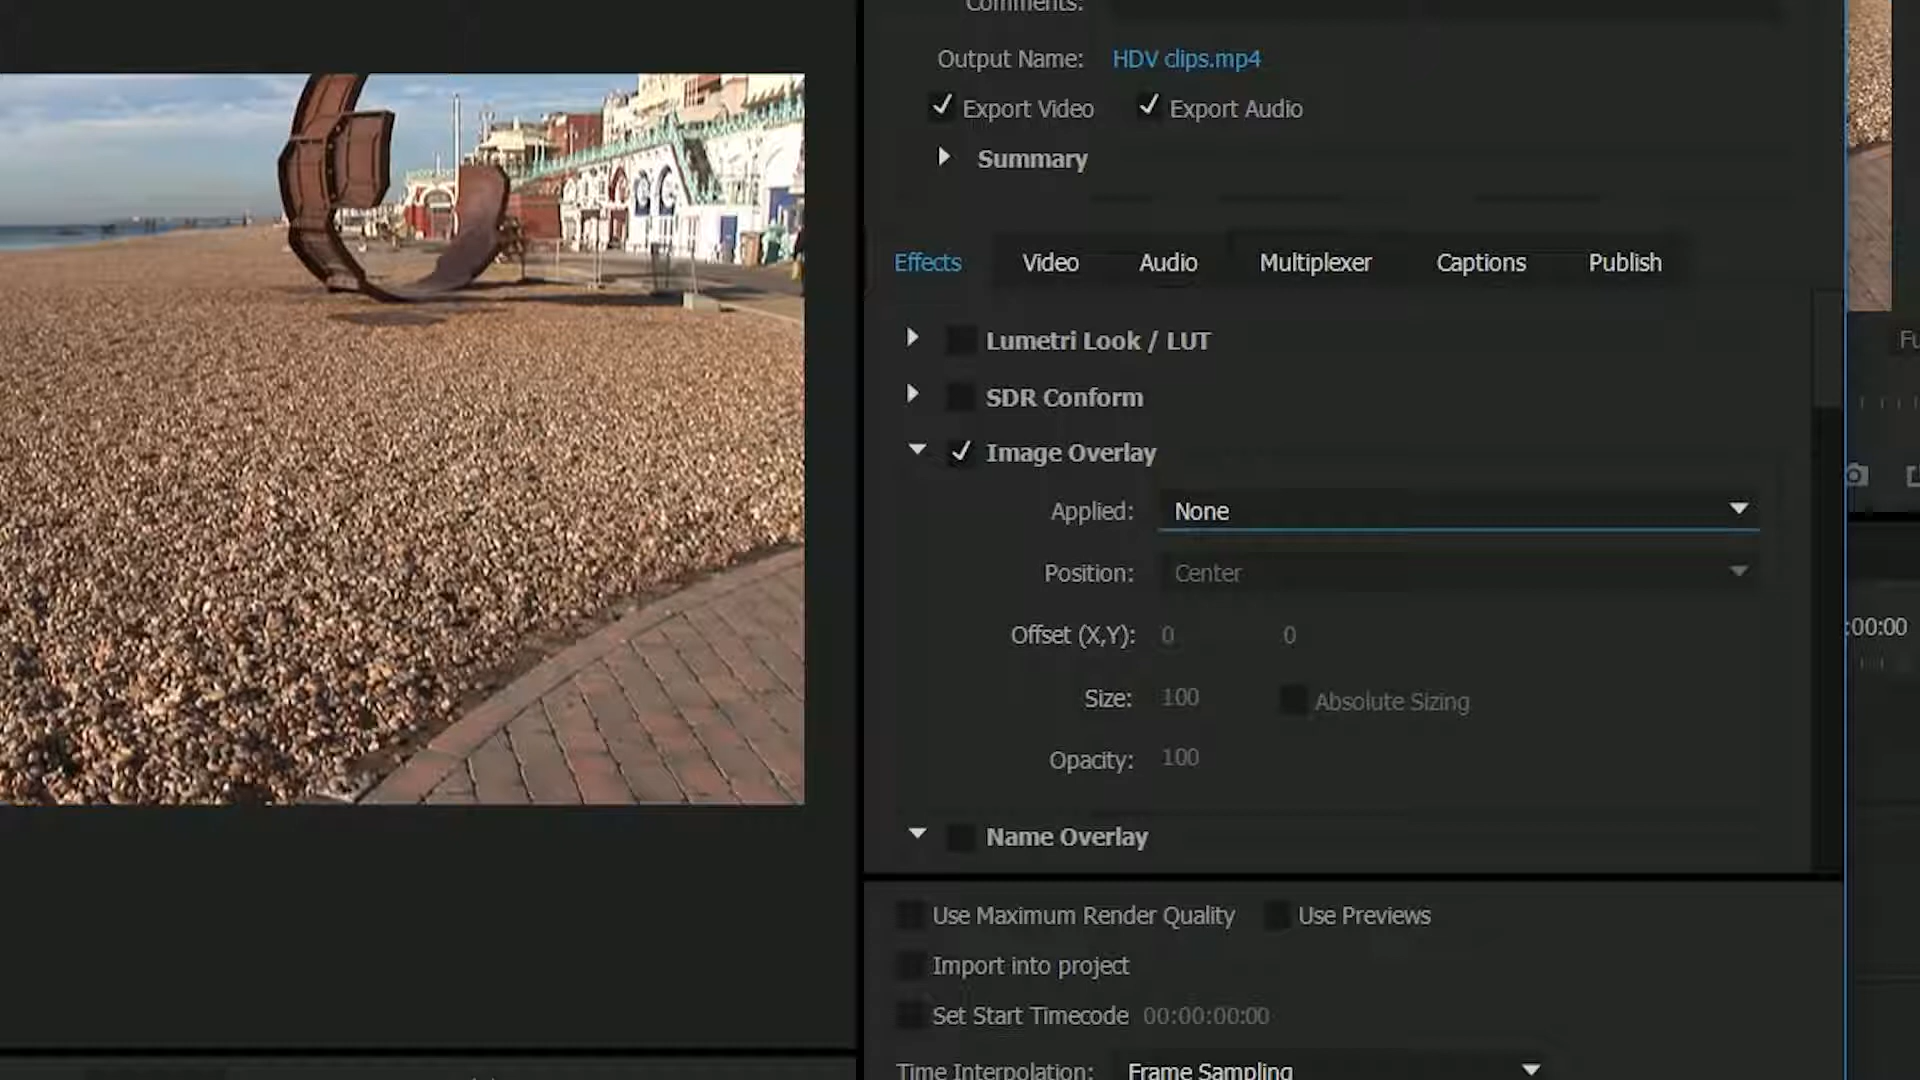 Comments:
Output Name: HDV clips.mp4
Export Video Export Audio
Summary
Effects Video Audio Multiplexer Captions Publish
Lumetri Look / LUT
SDR Conform
Image Overlay
Applied: None
Position: Center
Offset (X,Y): 0 0
Size: 100 Absolute Sizing
Opacity: 100
Name Overlay
Use Maximum Render Quality Use Previews
Import into project
Set Start Timecode 00:00:00:00
Time Interpolation: Frame Sampling
Fu
:00:00